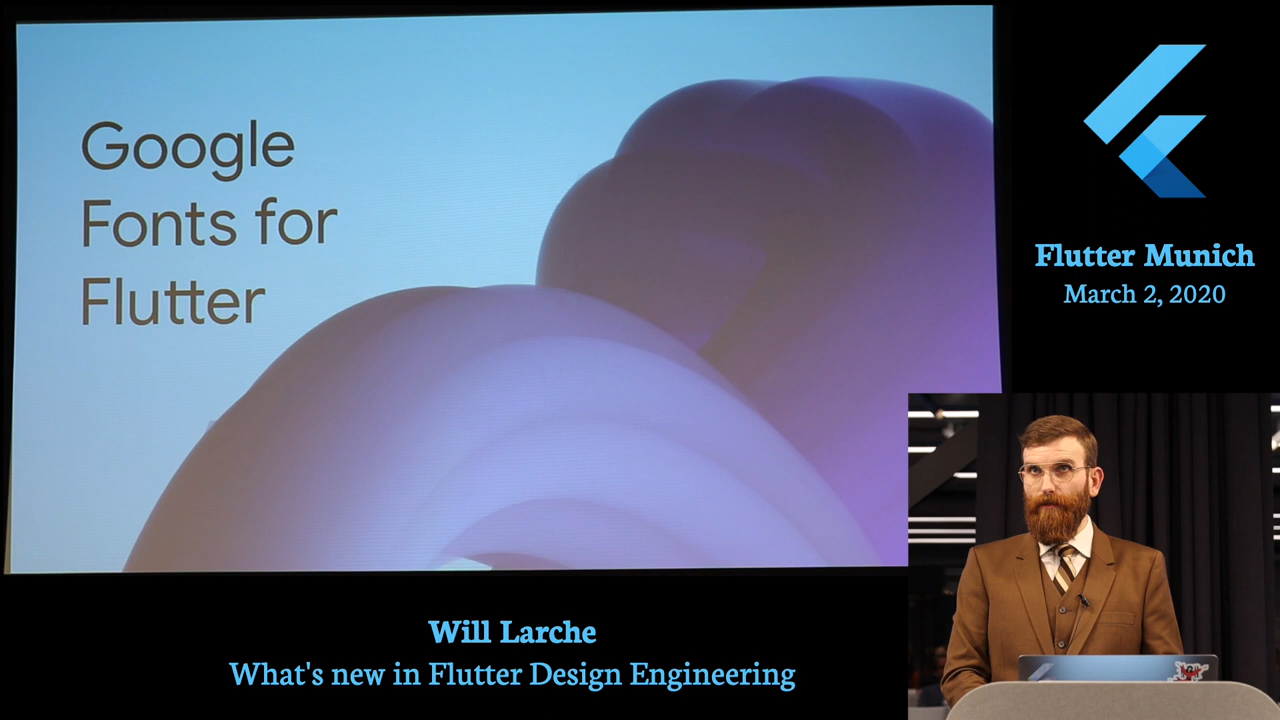 Google
Fonts for
Flutter
Flutter Munich
March 2, 2020
Will Larche
What's new in Flutter Design Engineering